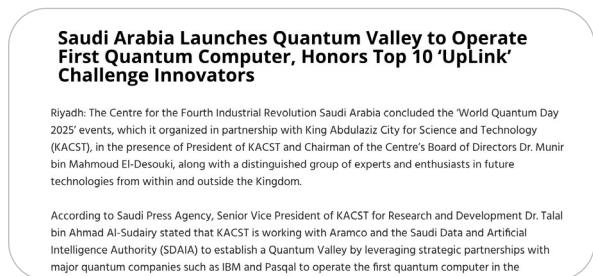 Saudi Arabia Launches Quantum Valley to Operate
First Quantum Computer, Honors Top 10 ‘UpLink’
Challenge Innovators
Riyadh: The Centre for the Fourth Industrial Revolution Saudi Arabia concluded the ‘World Quantum Day
2025’ events, which it organized in partnership with King Abdulaziz City for Science and Technology
(KACST), in the presence of President of KACST and Chairman of the Centre’s Board of Directors Dr. Munir
bin Mahmoud El-Desouki, along with a distinguished group of experts and enthusiasts in future
technologies from within and outside the Kingdom.
According to Saudi Press Agency, Senior Vice President of KACST for Research and Development Dr. Talal
bin Ahmad Al-Sudairy stated that KACST is working with Aramco and the Saudi Data and Artificial
Intelligence Authority (SDAIA) to establish a Quantum Valley by leveraging strategic partnerships with
major quantum companies such as IBM and Pasqal to operate the first quantum computer in the